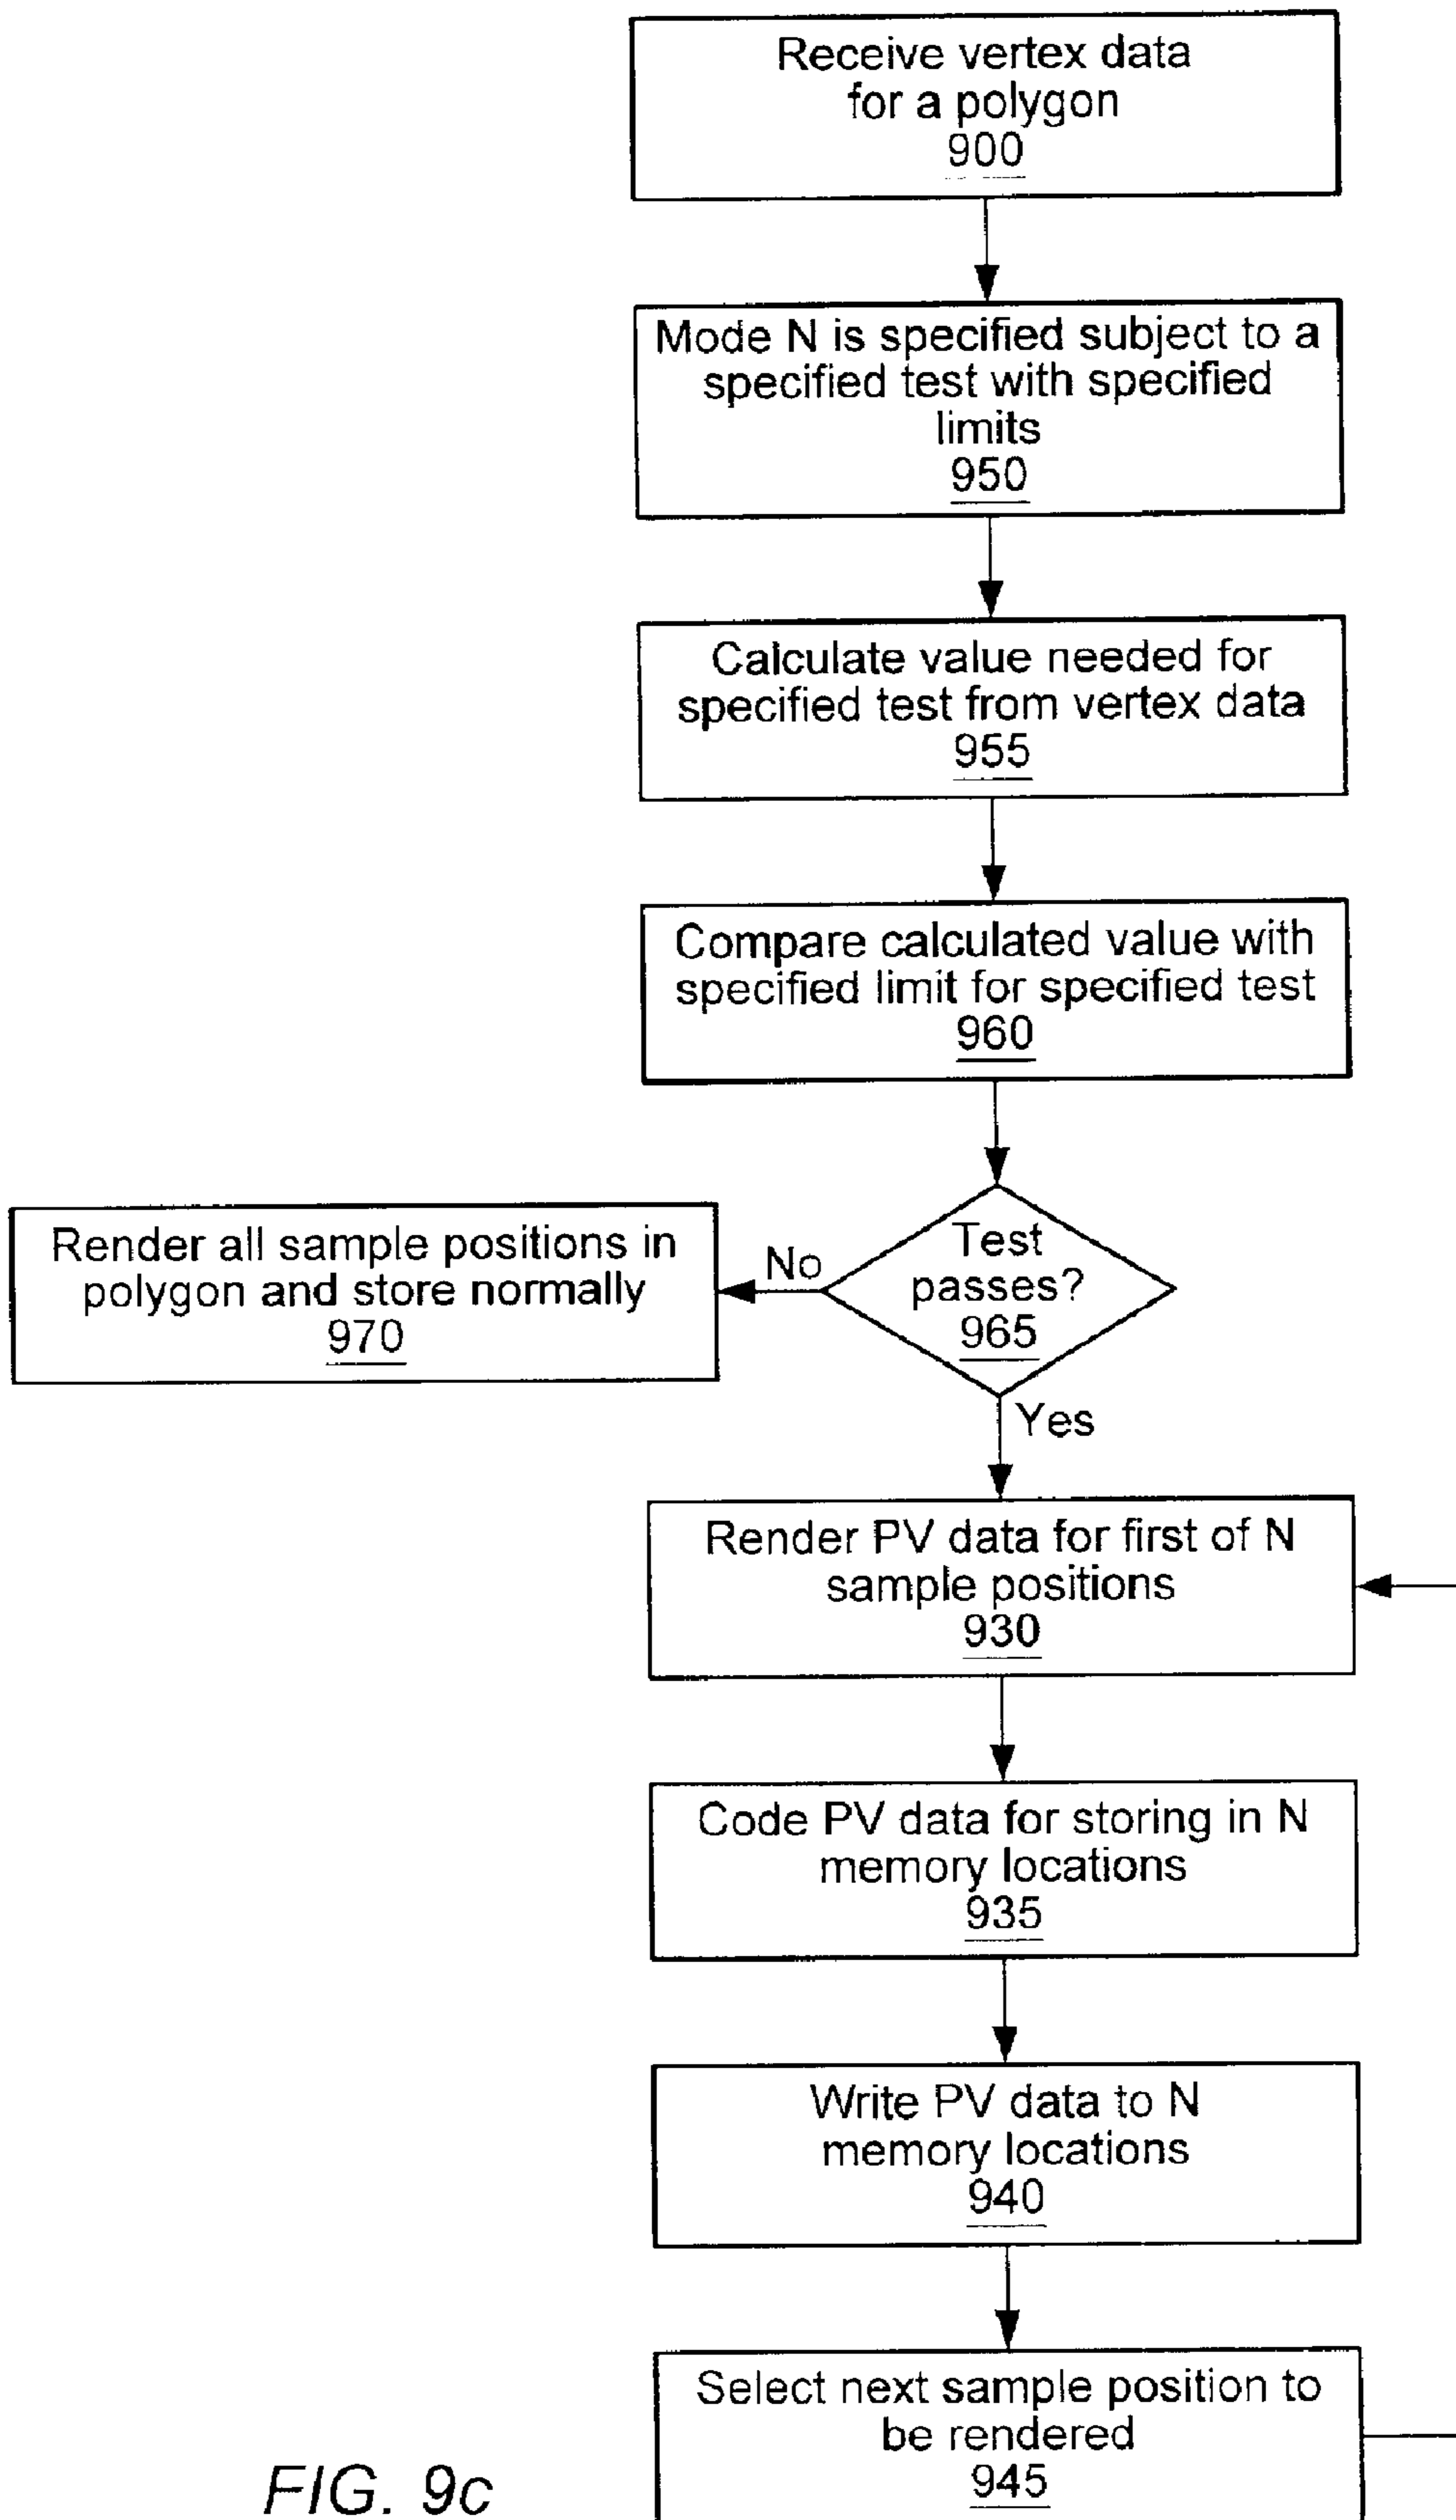 Receive vertex data
for a polygon
900
Mode N is specified subject to a
specified test with specified
limits
950
Calculate value needed for
specified test from vertex data
955
Compare calculated value with
specified limit for specified test
960
Test
passes?
965
No
Render all sample positions in
polygon and store normally
970
Yes
Render PV data for first of N
sample positions
930
Code PV data for storing in N
memory locations
935
Write PV data to N
memory locations
940
Select next sample position to
be rendered
945
FIG. 9c